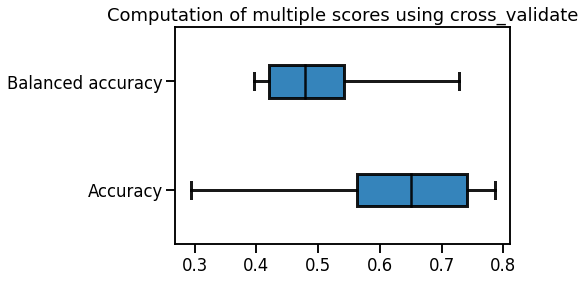 Computation of multiple scores using cross_validate
Balanced accuracy
Accuracy
0.3 0.4 0.5 0.6 0.7 0.8